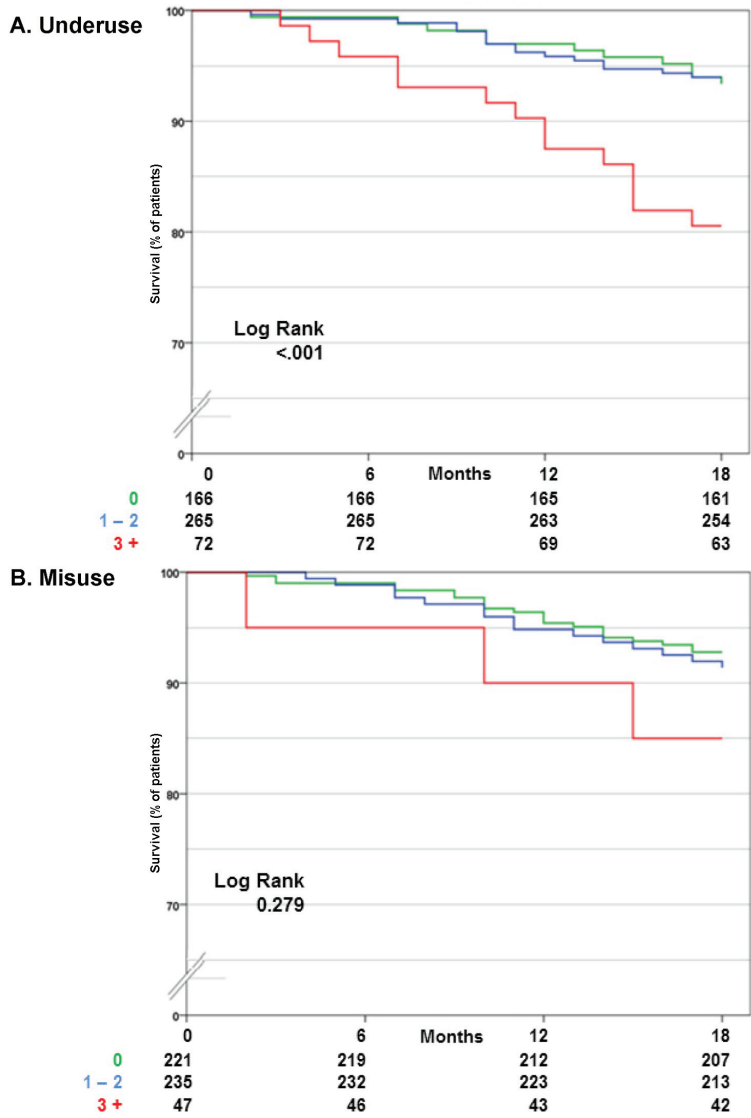 A. Underuse
100
90
80
70
0
Survival (% of patients)
Log Rank
<.001
0 6 Months 12 18
0 166 166 165 161
1 – 2 265 265 263 254
3 + 72 72 69 63
B. Misuse
100
90
80
70
0
Survival (% of patients)
Log Rank
0.279
0 6 Months 12 18
0 221 219 212 207
1 – 2 235 232 223 213
3 + 47 46 43 42